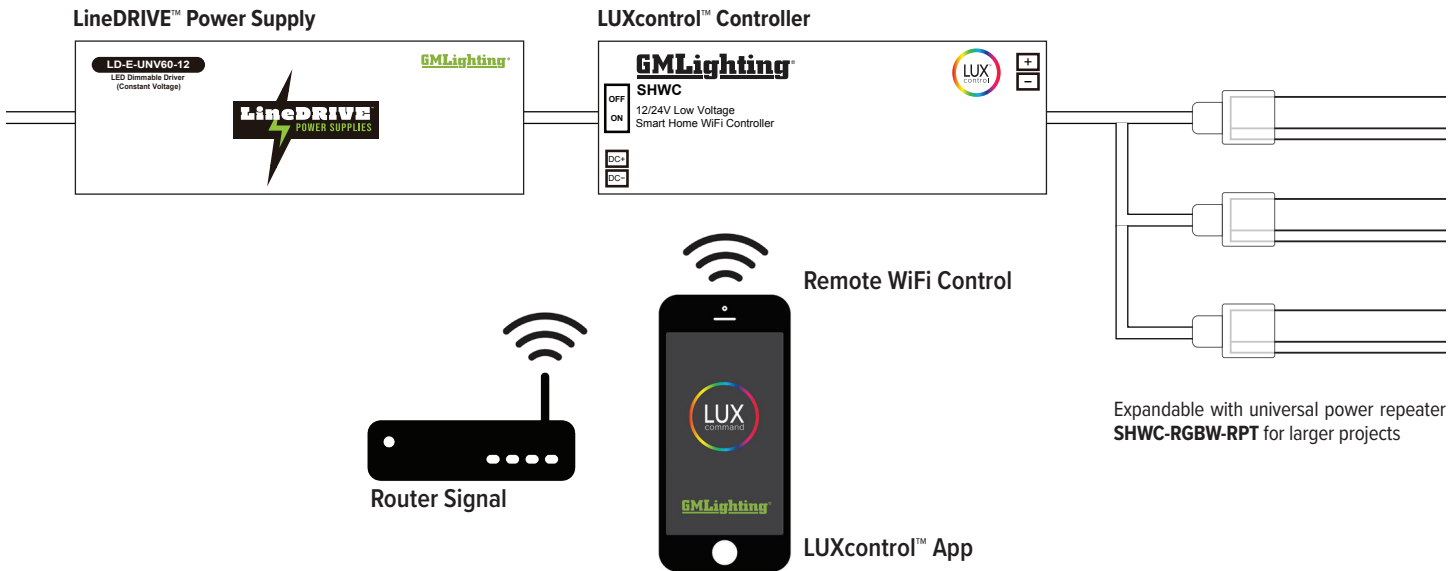 LineDRIVE™ Power Supply
LD-E-UNV60-12
LED Dimmable Driver
(Constant Voltage)
GMLighting®
LineDRIVE™
POWER SUPPLIES
LUXcontrol™ Controller
GMLighting®
SHWC
12/24V Low Voltage
Smart Home WiFi Controller
OFF
ON
DC+
DC−
LUX™
control
+
−
Remote WiFi Control
LUX
command
GMLighting®
LUXcontrol™ App
Router Signal
Expandable with universal power repeater
SHWC-RGBW-RPT for larger projects